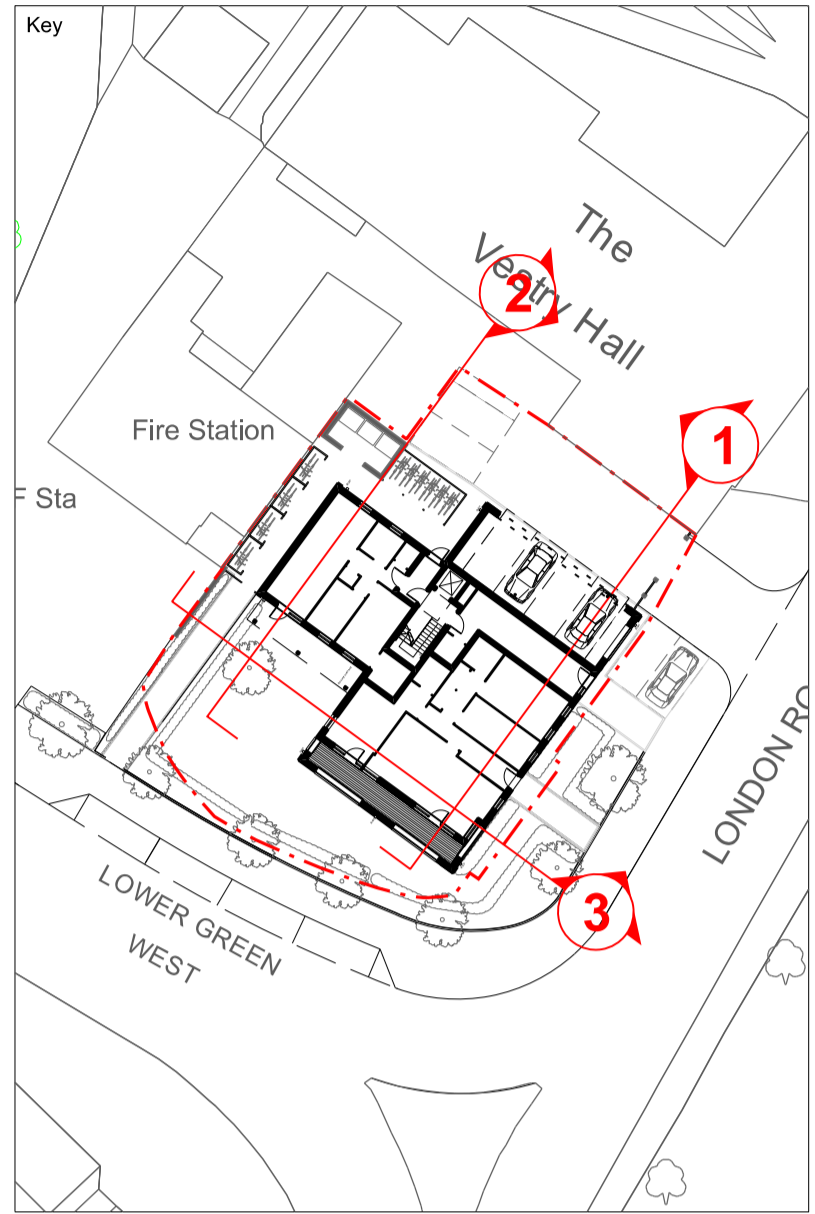 Key
The
Vestry Hall
2
1
Fire Station
F Sta
LONDON RO
3
LOWER GREEN
WEST